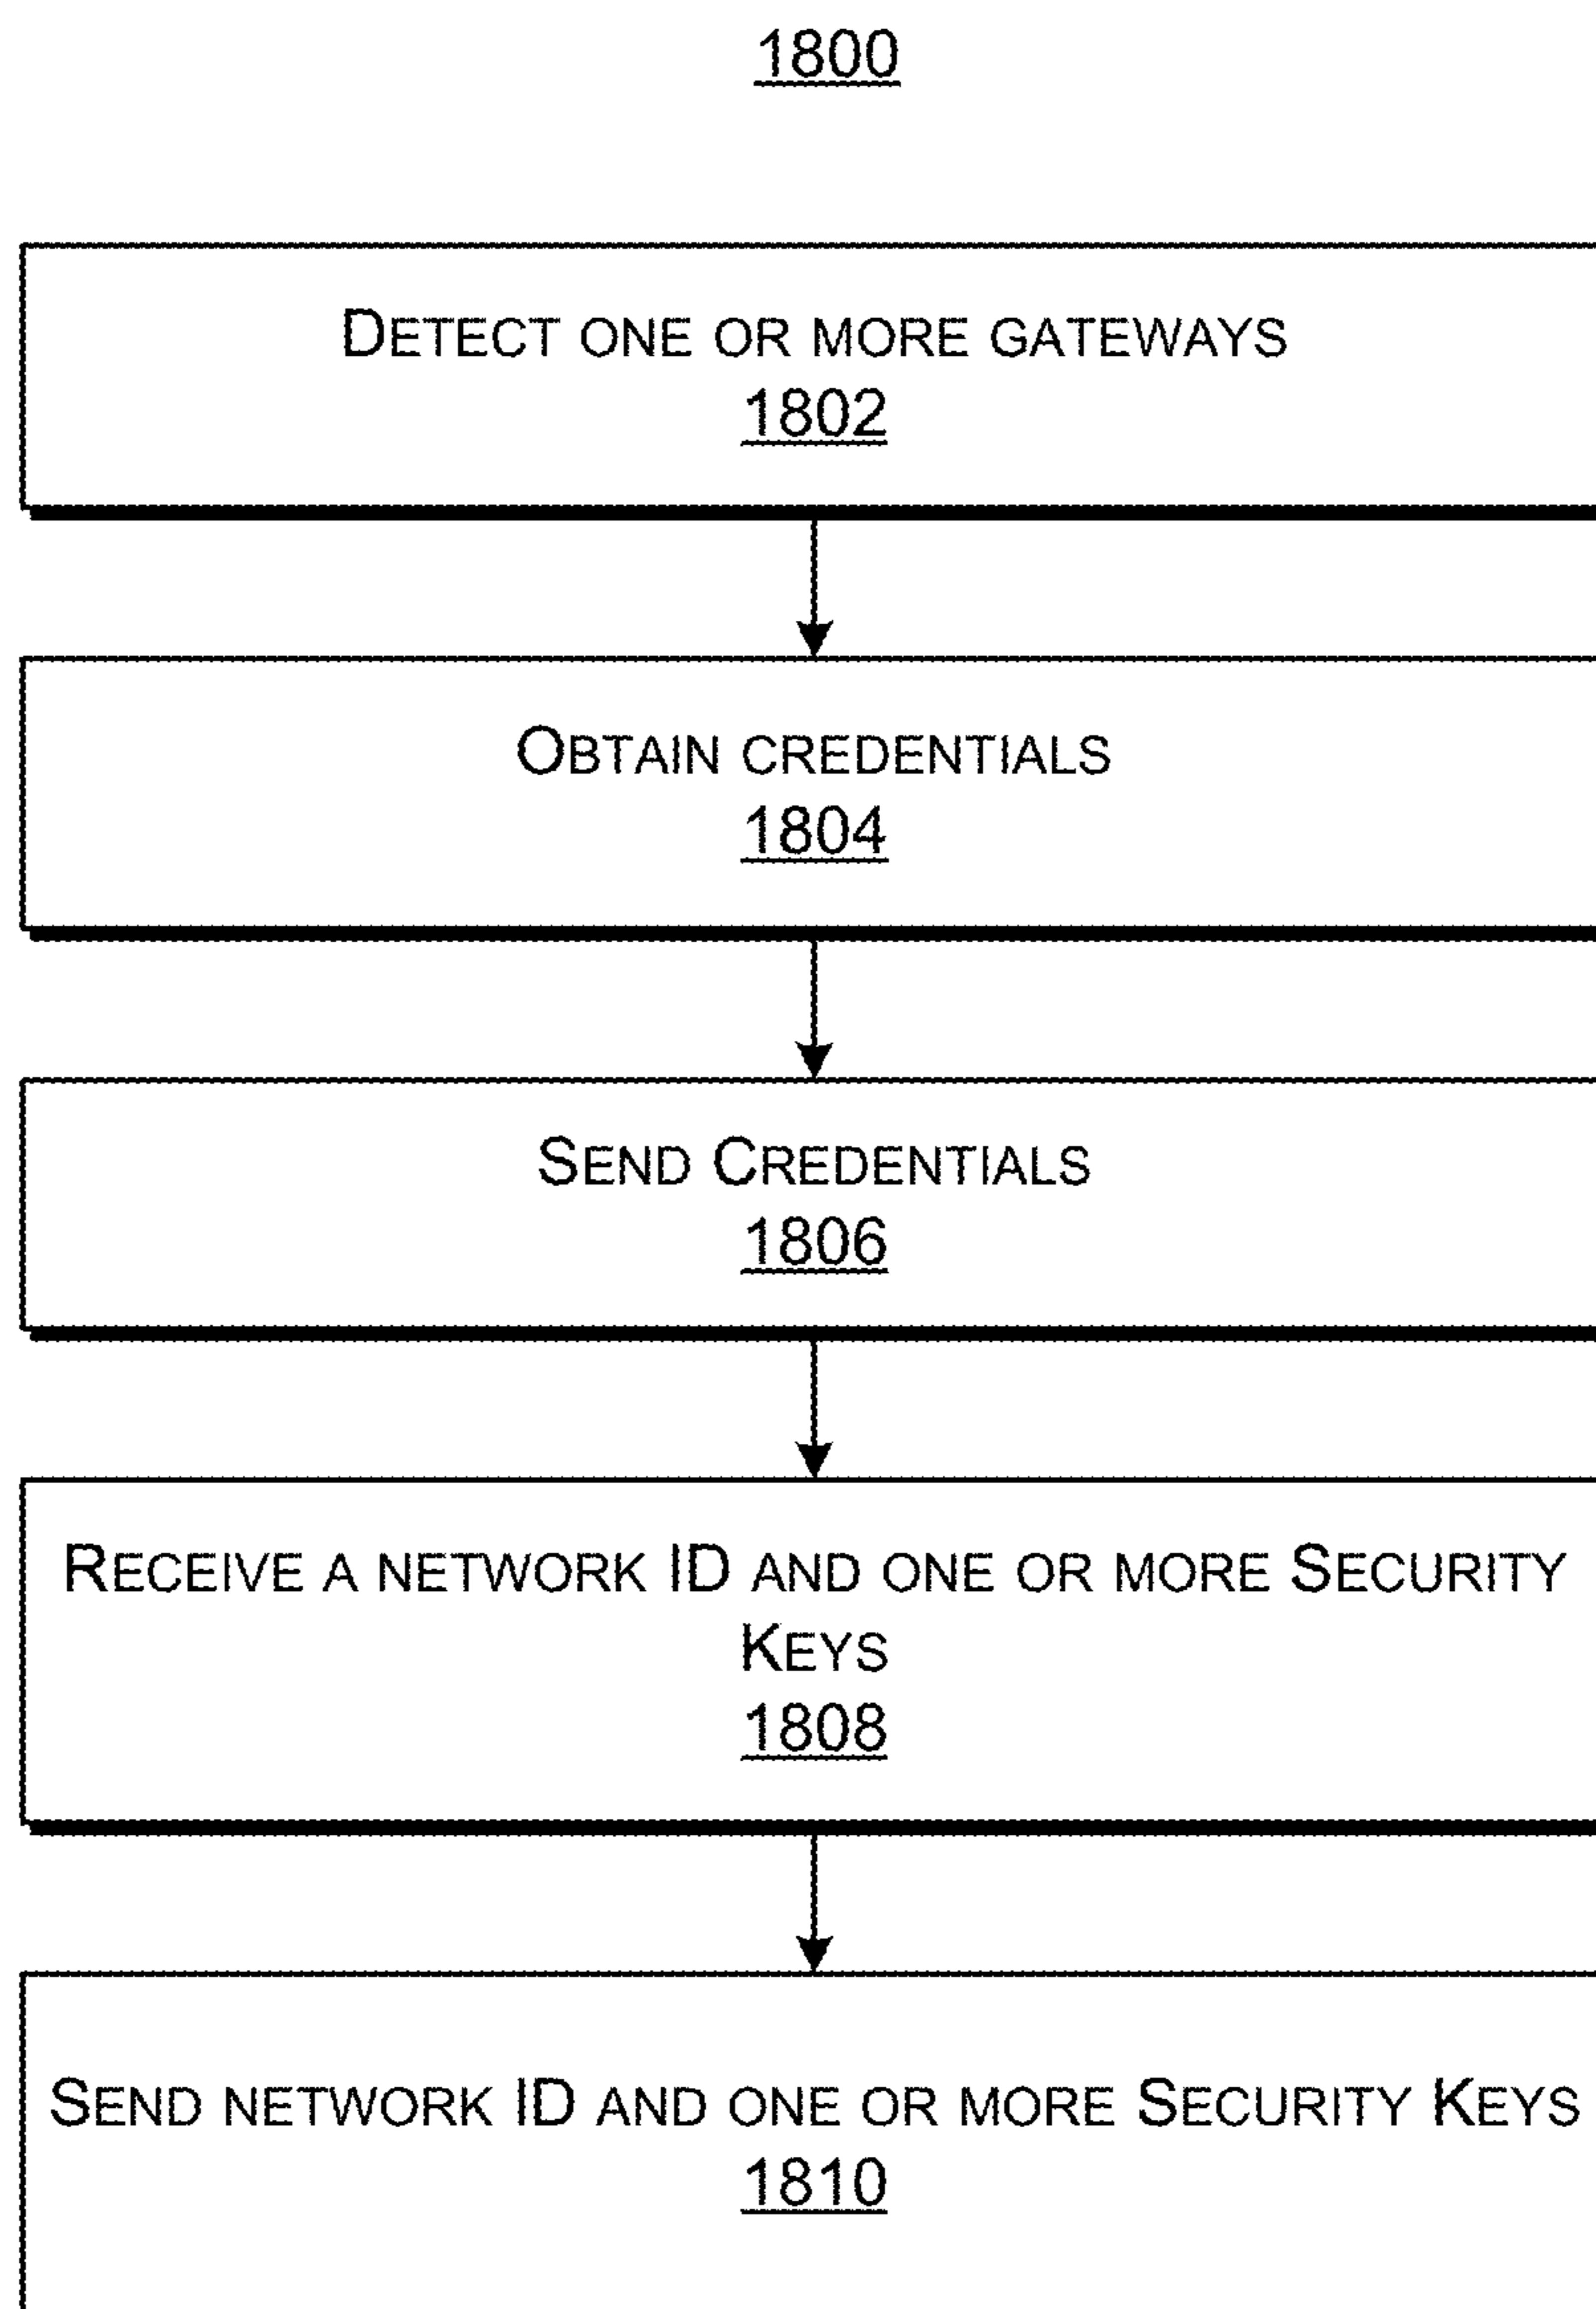 1800
Detect one or more gateways
1802
Obtain credentials
1804
Send Credentials
1806
Receive a network ID and one or more Security
Keys
1808
Send network ID and one or more Security Keys
1810